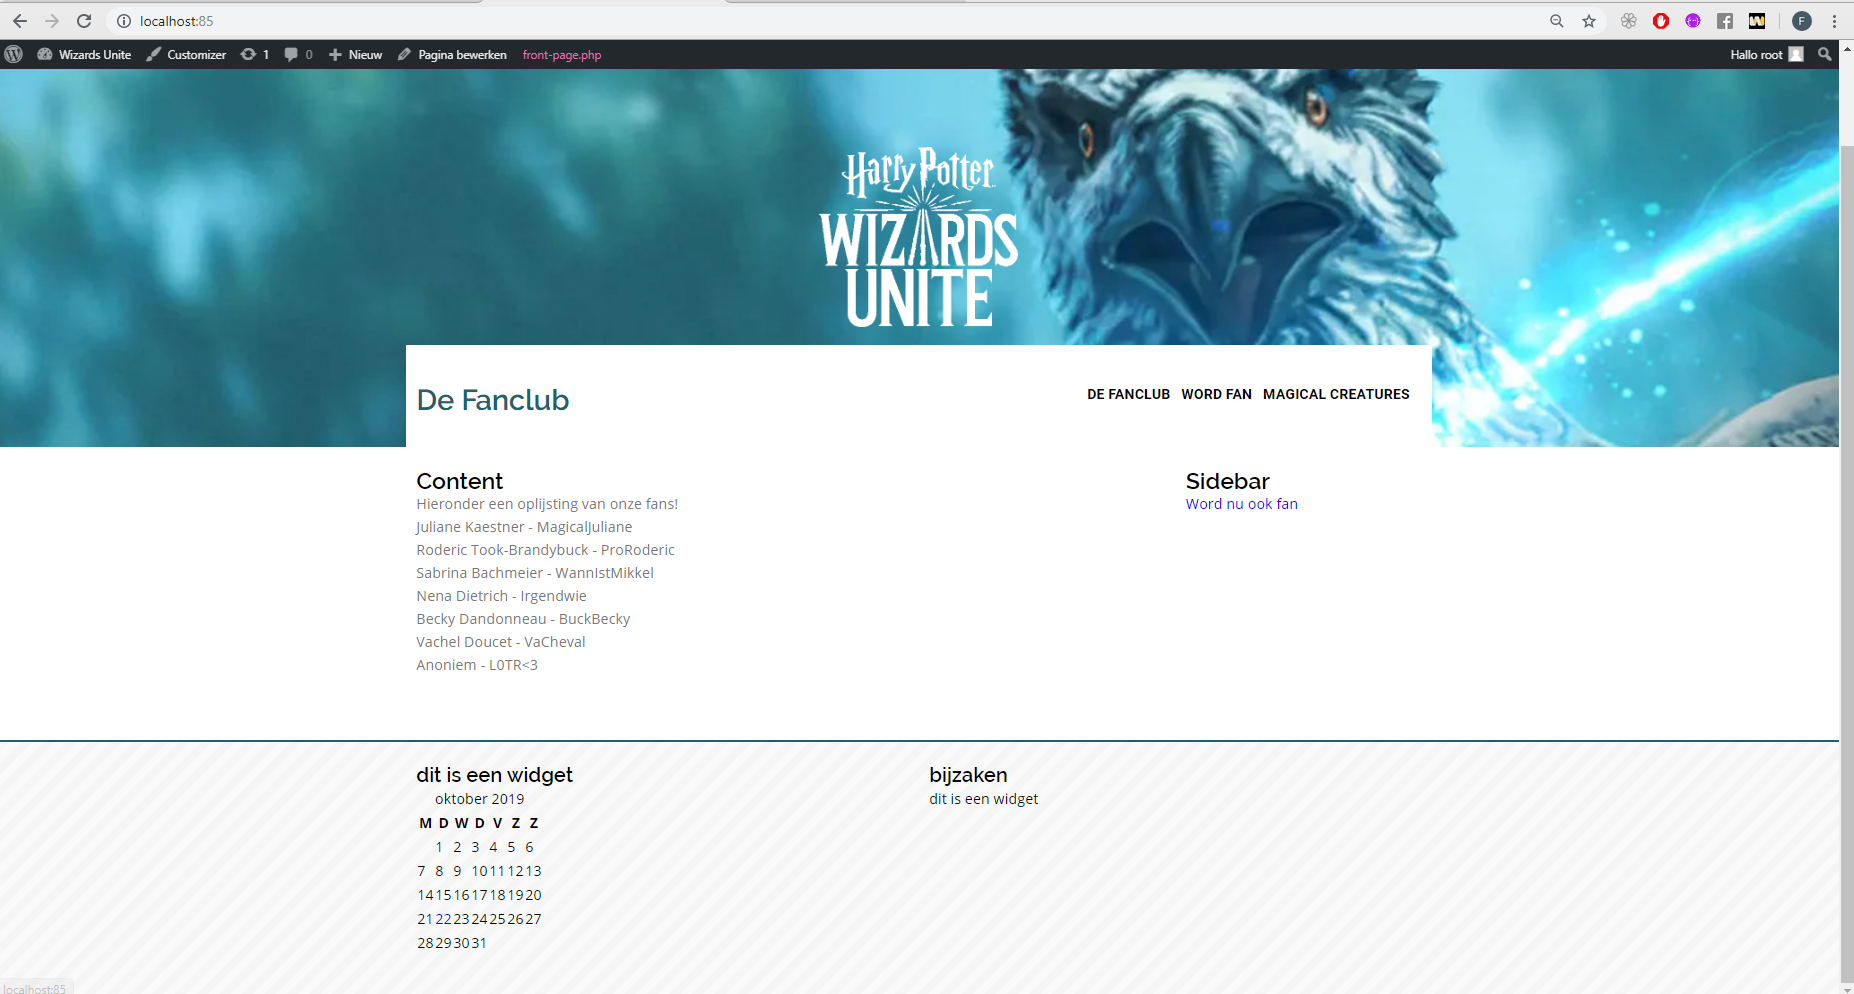 localhost:85
Wizards Unite Customizer 1 0 Nieuw Pagina bewerken front-page.php Hallo root
Harry Potter
WIZARDS
UNITE
De Fanclub
DE FANCLUB WORD FAN MAGICAL CREATURES
Content
Hieronder een oplijsting van onze fans!
Juliane Kaestner - MagicalJuliane
Roderic Took-Brandybuck - ProRoderic
Sabrina Bachmeier - WannIstMikkel
Nena Dietrich - Irgendwie
Becky Dandonneau - BuckBecky
Vachel Doucet - VaCheval
Anoniem - L0TR<3
Sidebar
Word nu ook fan
dit is een widget
oktober 2019
M D W D V Z Z
1 2 3 4 5 6
7 8 9 10 11 12 13
14 15 16 17 18 19 20
21 22 23 24 25 26 27
28 29 30 31
bijzaken
dit is een widget
localhost:85